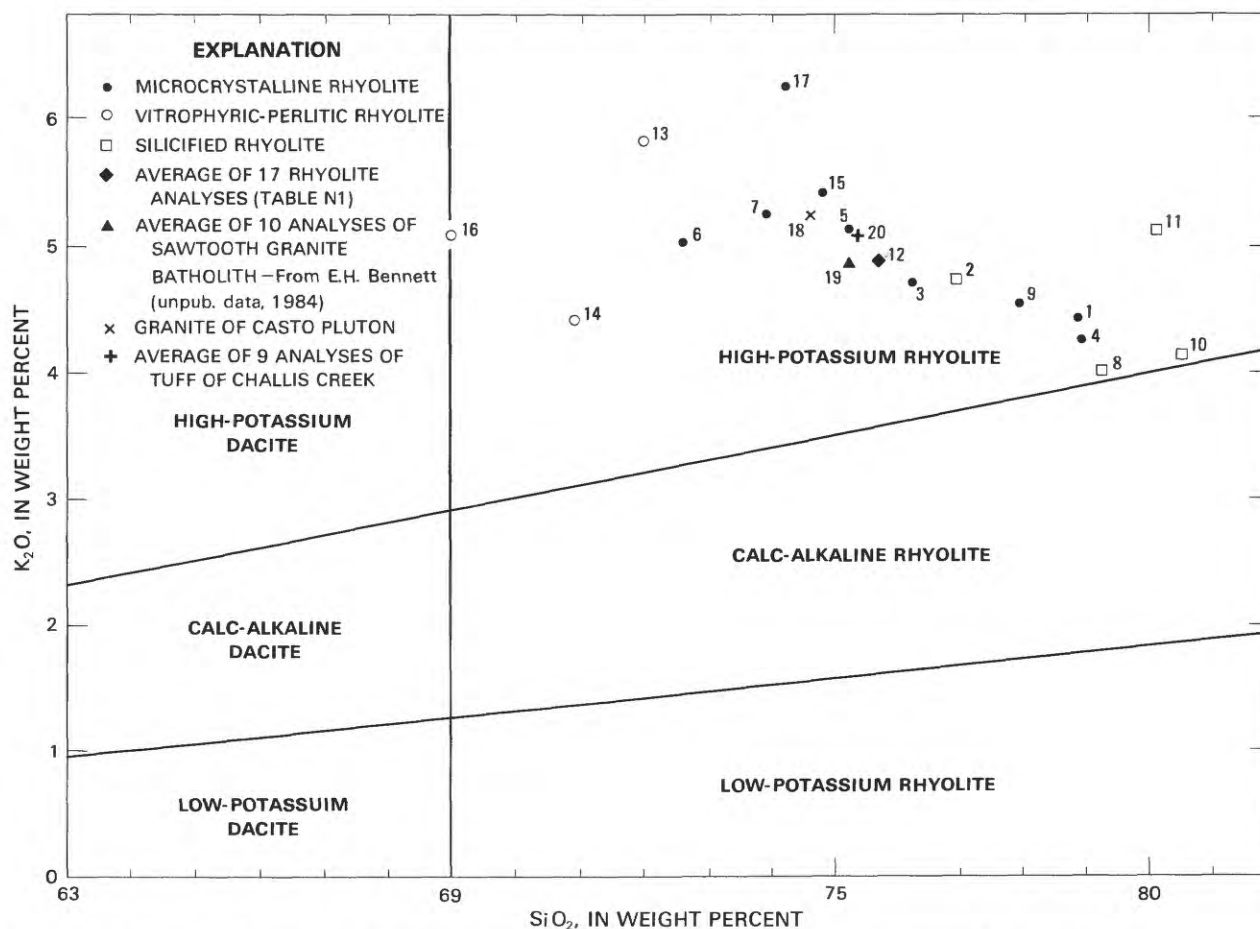 EXPLANATION
MICROCRYSTALLINE RHYOLITE
VITROPHYRIC-PERLITIC RHYOLITE
SILICIFIED RHYOLITE
AVERAGE OF 17 RHYOLITE
ANALYSES (TABLE N1)
AVERAGE OF 10 ANALYSES OF
SAWTOOTH GRANITE
BATHOLITH—From E.H. Bennett
(unpub. data, 1984)
GRANITE OF CASTO PLUTON
AVERAGE OF 9 ANALYSES OF
TUFF OF CHALLIS CREEK
17
13
15
16
7
5
11
6
18
20
12
2
19
3
9
14
1
4
10
8
HIGH-POTASSIUM RHYOLITE
HIGH-POTASSIUM
DACITE
CALC-ALKALINE RHYOLITE
CALC-ALKALINE
DACITE
LOW-POTASSIUM RHYOLITE
LOW-POTASSUIM
DACITE
K₂O, IN WEIGHT PERCENT
6
5
4
3
2
1
0
63
69
75
80
SiO₂, IN WEIGHT PERCENT